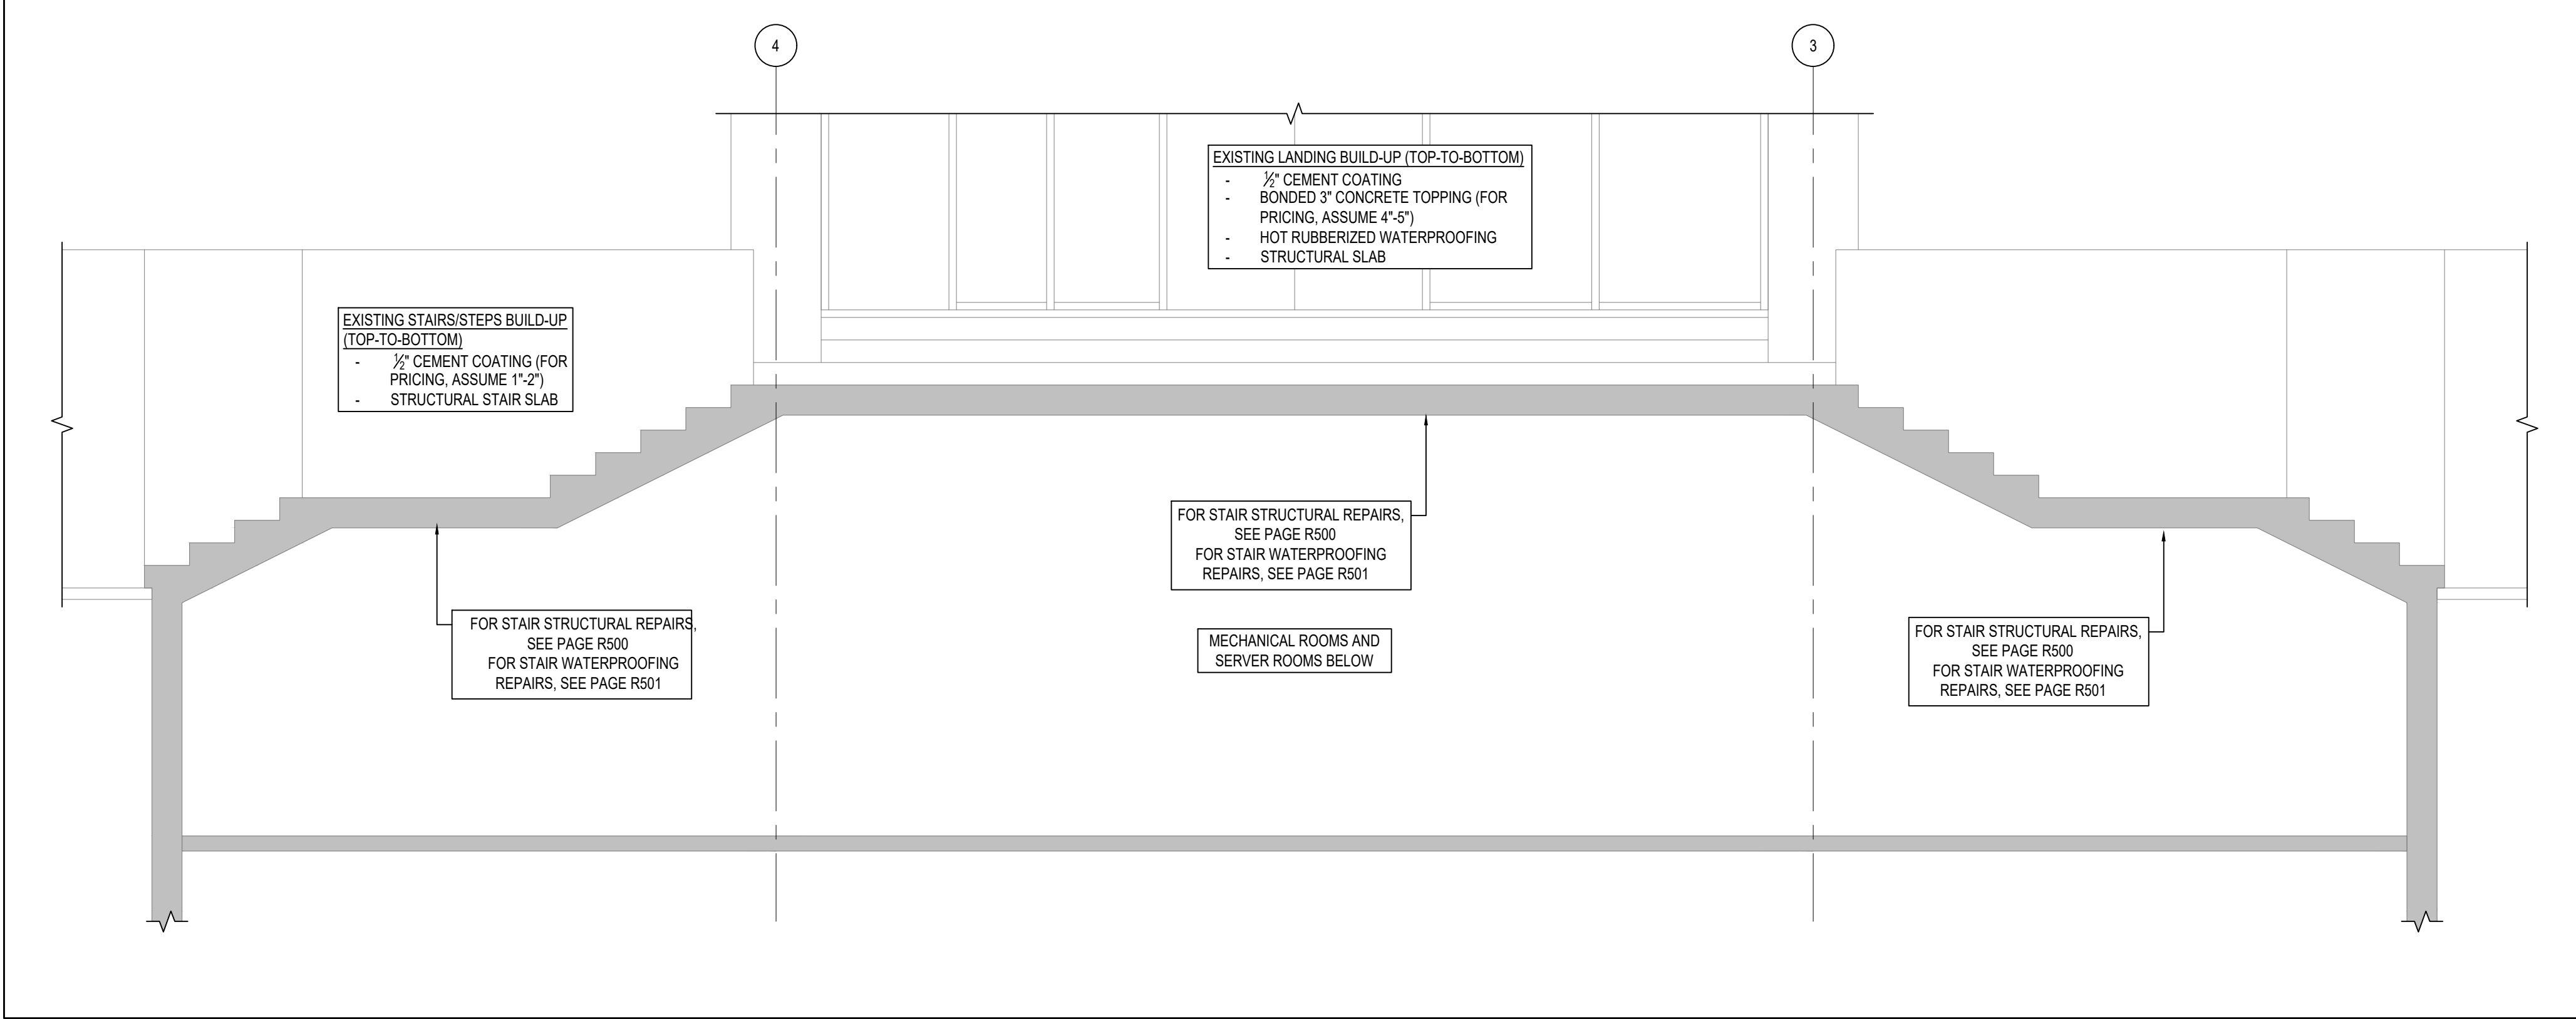 4
3
EXISTING LANDING BUILD-UP (TOP-TO-BOTTOM)
- ½" CEMENT COATING
- BONDED 3" CONCRETE TOPPING (FOR
PRICING, ASSUME 4"-5")
- HOT RUBBERIZED WATERPROOFING
- STRUCTURAL SLAB
EXISTING STAIRS/STEPS BUILD-UP
(TOP-TO-BOTTOM)
- ½" CEMENT COATING (FOR
PRICING, ASSUME 1"-2")
- STRUCTURAL STAIR SLAB
FOR STAIR STRUCTURAL REPAIRS,
SEE PAGE R500
FOR STAIR WATERPROOFING
REPAIRS, SEE PAGE R501
FOR STAIR STRUCTURAL REPAIRS,
SEE PAGE R500
FOR STAIR WATERPROOFING
REPAIRS, SEE PAGE R501
MECHANICAL ROOMS AND
SERVER ROOMS BELOW
FOR STAIR STRUCTURAL REPAIRS,
SEE PAGE R500
FOR STAIR WATERPROOFING
REPAIRS, SEE PAGE R501